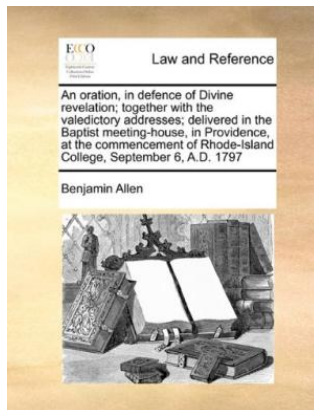 ECCO
Law and Reference
An oration, in defence of Divine
revelation; together with the
valedictory addresses; delivered in the
Baptist meeting-house, in Providence,
at the commencement of Rhode-Island
College, September 6, A.D. 1797
Benjamin Allen